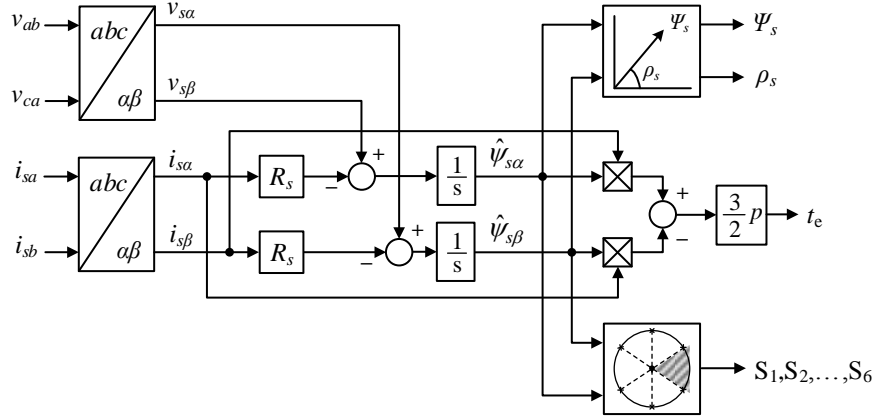 v_ab
abc
αβ
v_sα
v_ca
v_sβ
Ψ_s
ρ_s
Ψ_s
ρ_s
i_sa
abc
αβ
i_sα
R_s
−
+
1/s
ψ̂_sα
i_sb
i_sβ
R_s
−
+
1/s
ψ̂_sβ
+
−
3/2 p
t_e
S_1,S_2,…,S_6